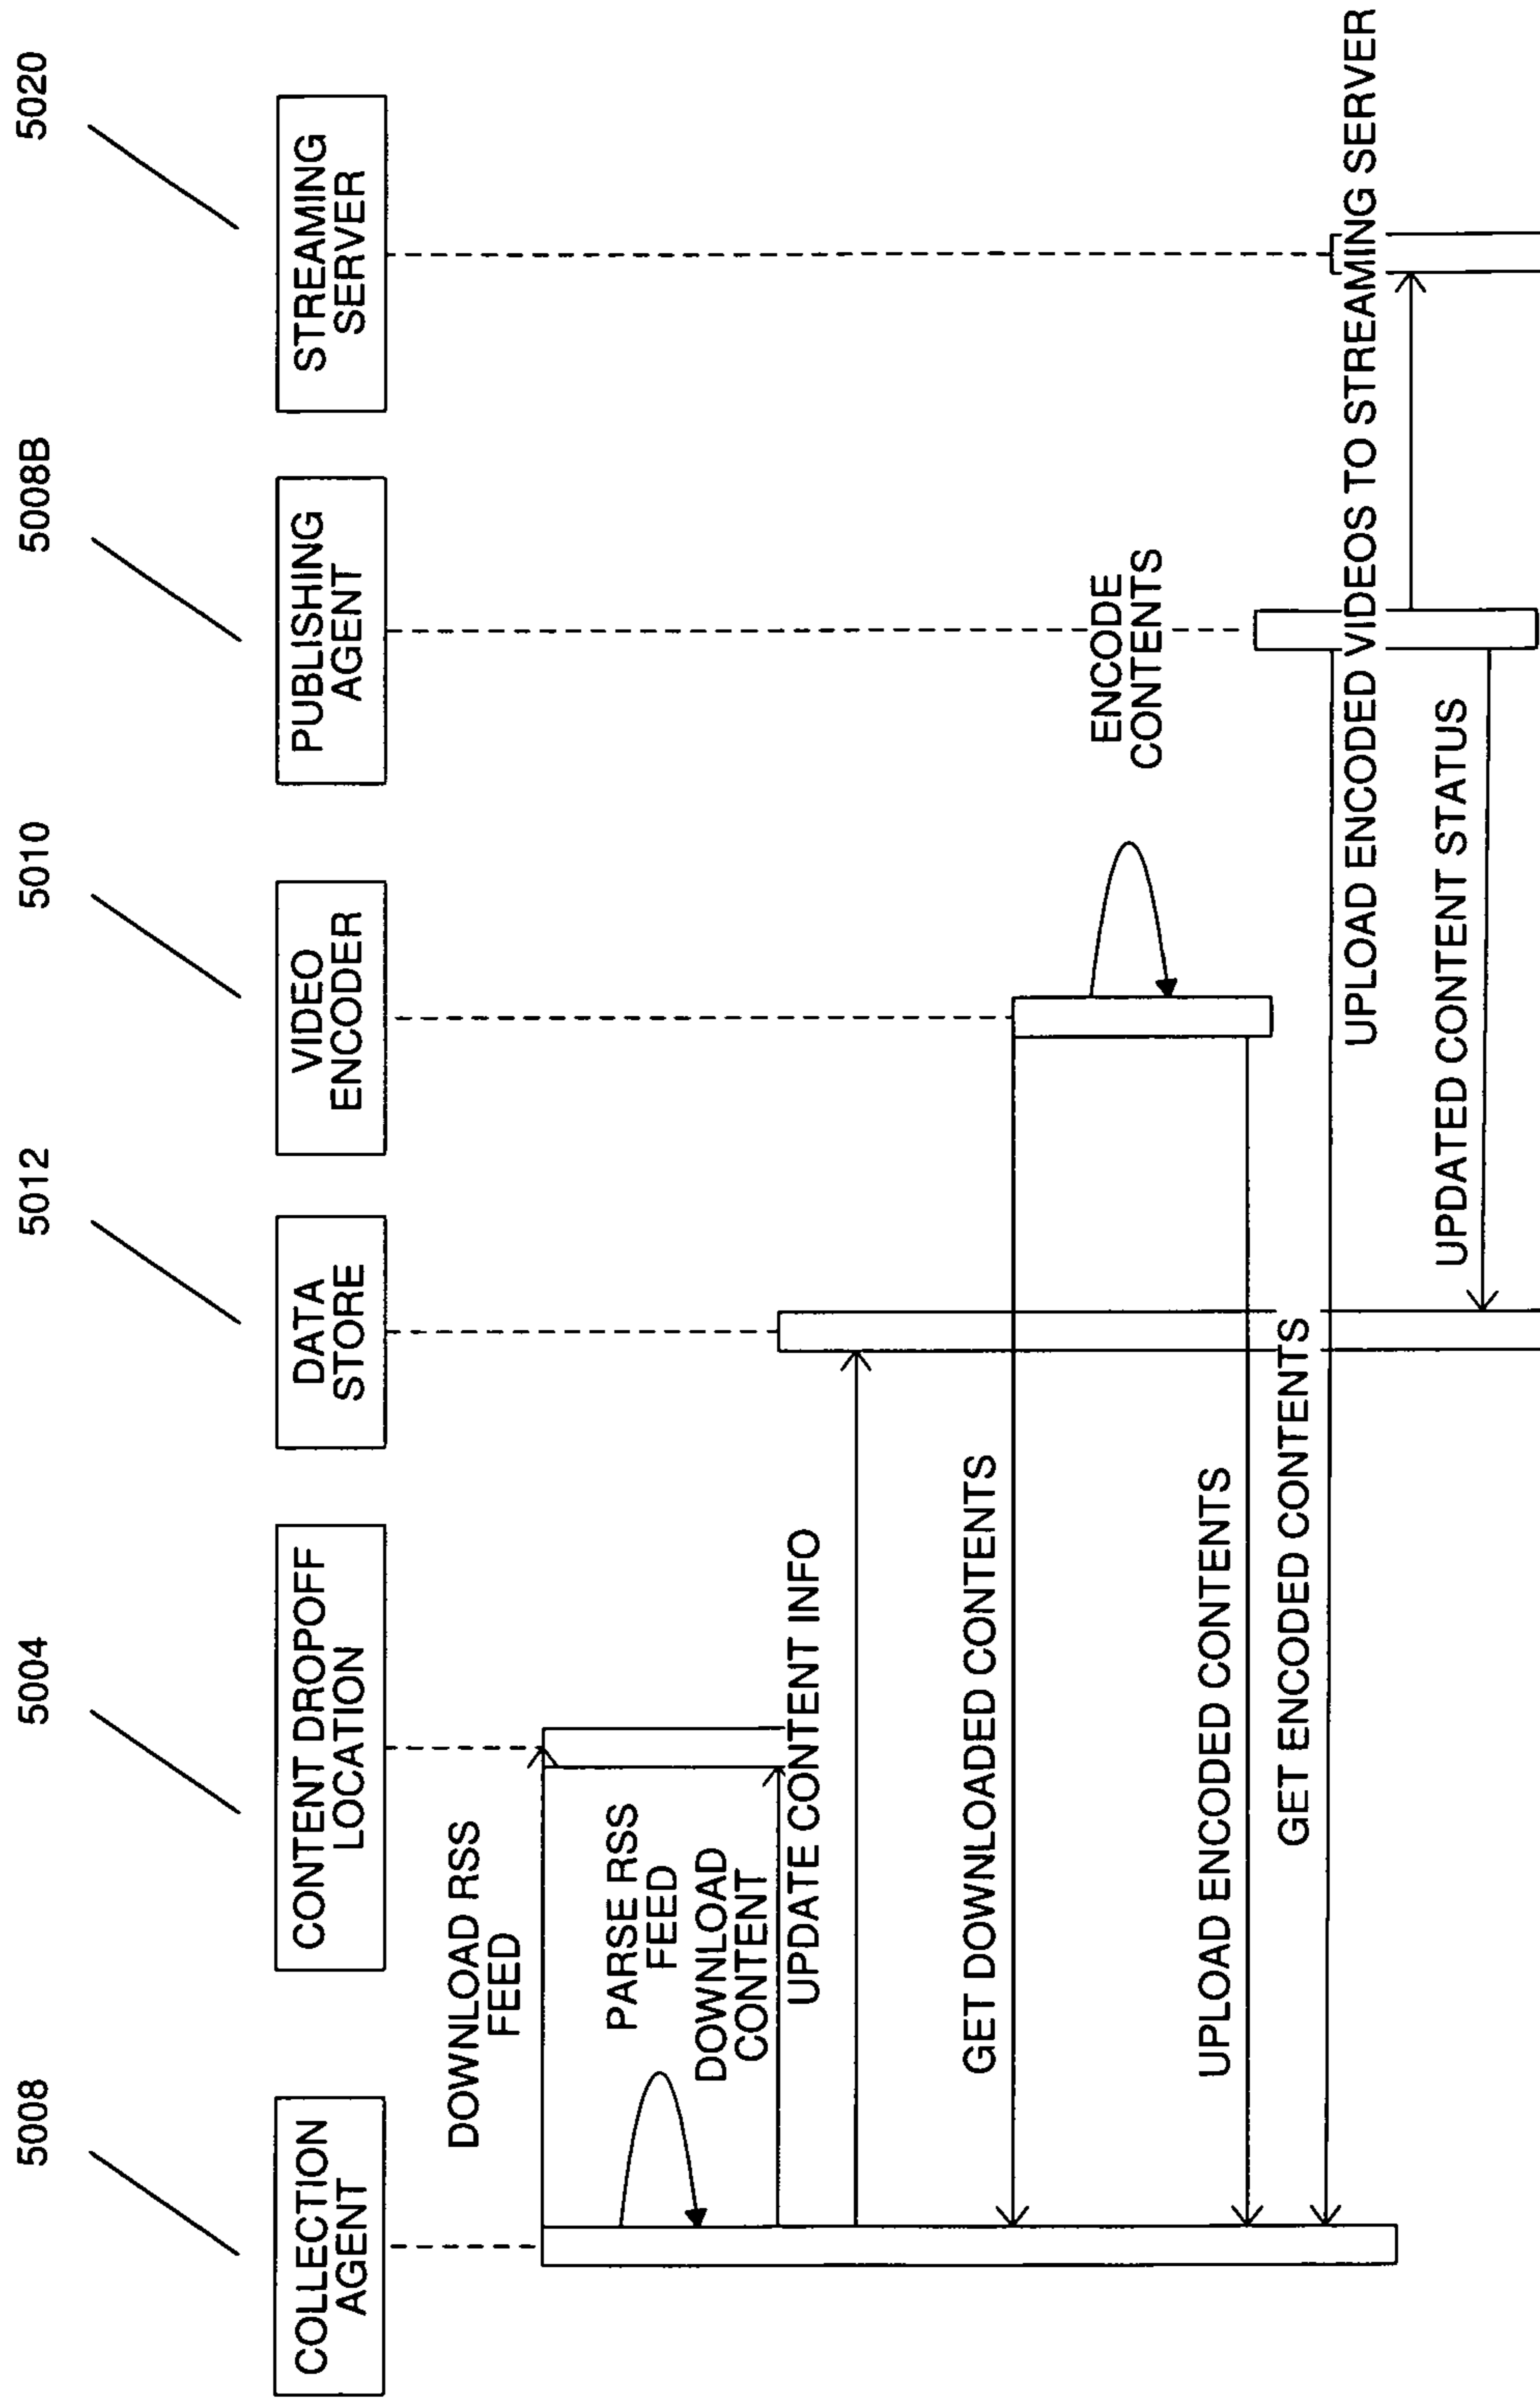 5008
5004
5012
5010
5008B
5020
COLLECTION
AGENT
CONTENT DROPOFF
LOCATION
DATA
STORE
VIDEO
ENCODER
PUBLISHING
AGENT
STREAMING
SERVER
DOWNLOAD RSS
FEED
PARSE RSS
FEED
DOWNLOAD
CONTENT
UPDATE CONTENT INFO
GET DOWNLOADED CONTENTS
ENCODE
CONTENTS
UPLOAD ENCODED CONTENTS
GET ENCODED CONTENTS
UPLOAD ENCODED VIDEOS TO STREAMING SERVER
UPDATED CONTENT STATUS